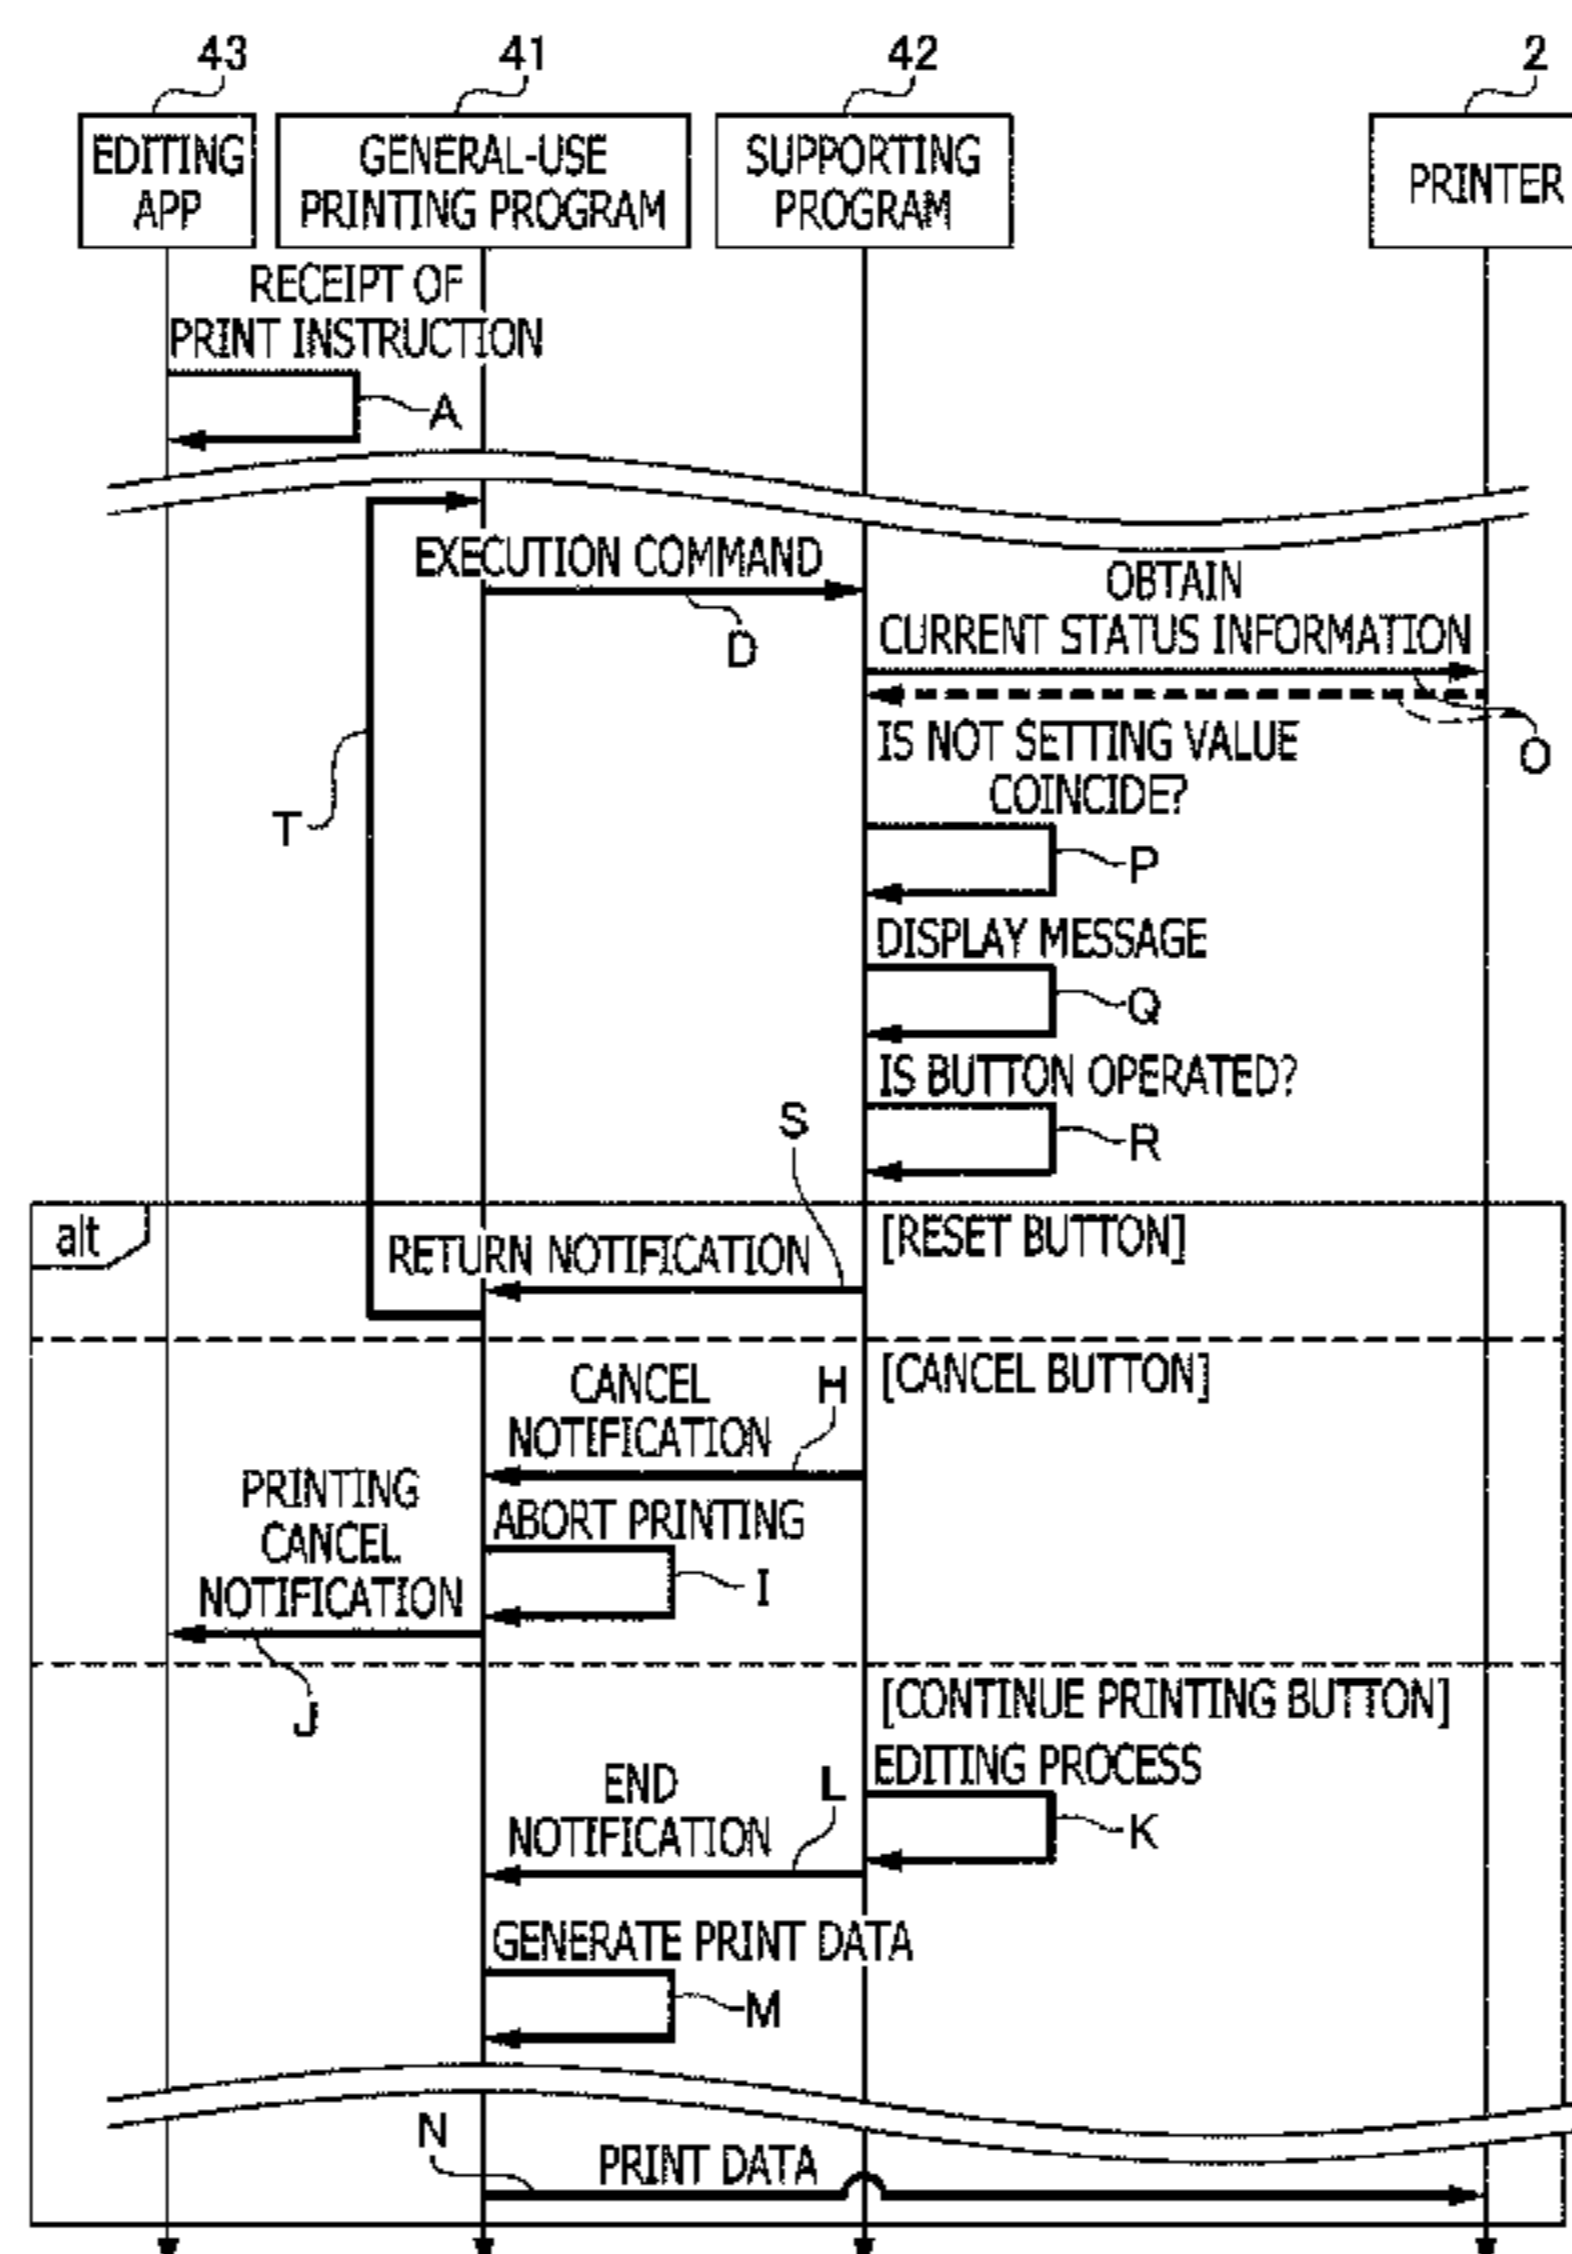 43
41
42
2
EDITING
APP
GENERAL-USE
PRINTING PROGRAM
SUPPORTING
PROGRAM
PRINTER
RECEIPT OF
PRINT INSTRUCTION
A
EXECUTION COMMAND
D
OBTAIN
CURRENT STATUS INFORMATION
O
IS NOT SETTING VALUE
COINCIDE?
T
P
DISPLAY MESSAGE
Q
IS BUTTON OPERATED?
R
S
alt
[RESET BUTTON]
RETURN NOTIFICATION
[CANCEL BUTTON]
CANCEL
NOTIFICATION
H
ABORT PRINTING
I
PRINTING
CANCEL
NOTIFICATION
J
[CONTINUE PRINTING BUTTON]
EDITING PROCESS
K
END
NOTIFICATION
L
GENERATE PRINT DATA
M
N
PRINT DATA